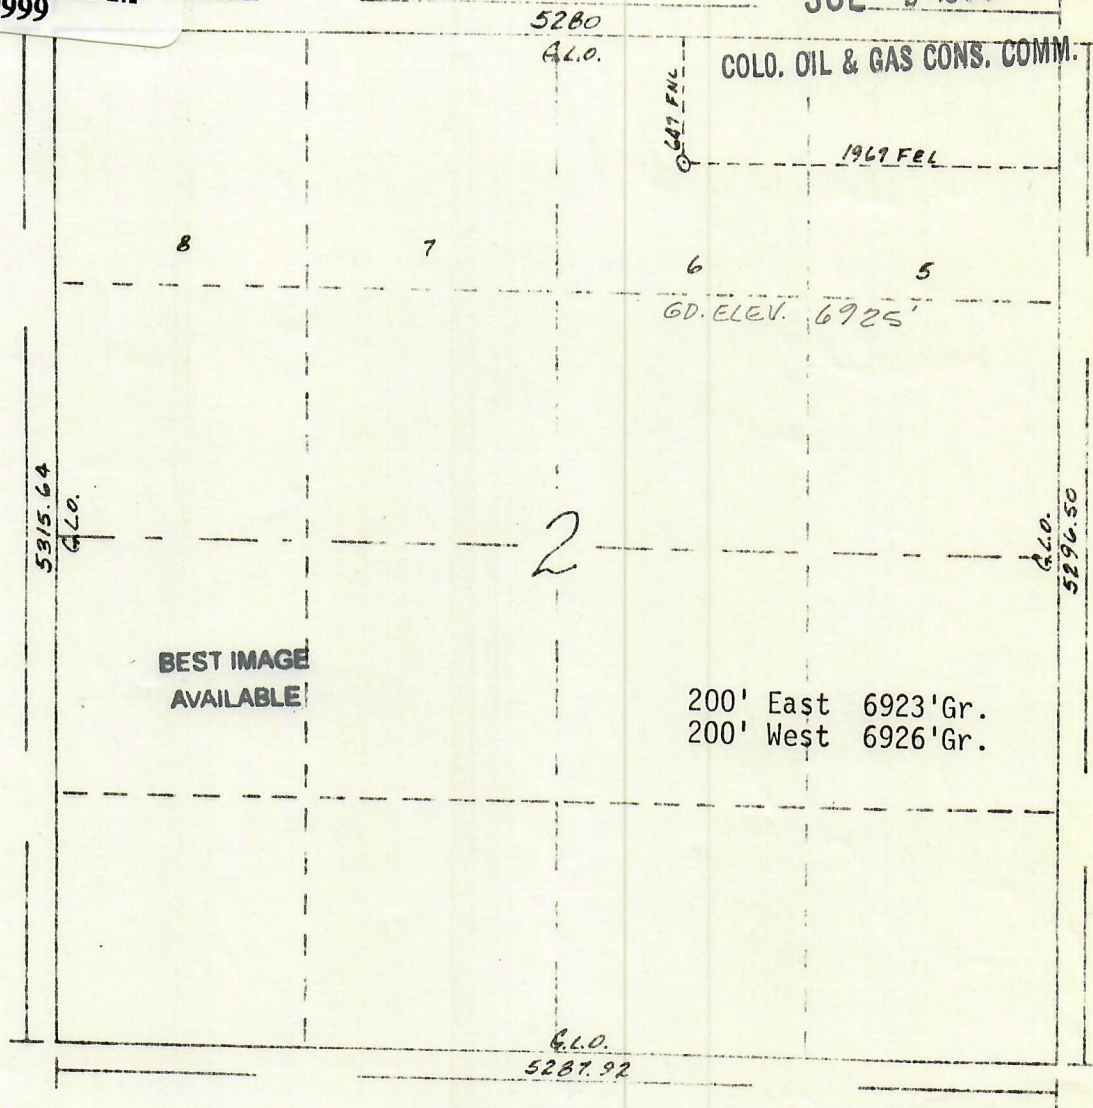 999
5280
G.L.O.
COLO. OIL & GAS CONS. COMM.
647 FNL
1969 FEL
8
7
6
5
GD. ELEV. 6925'
5315.64
G.L.O.
2
G.L.O.
5296.50
BEST IMAGE
AVAILABLE
200' East 6923'Gr.
200' West 6926'Gr.
G.L.O.
5287.92